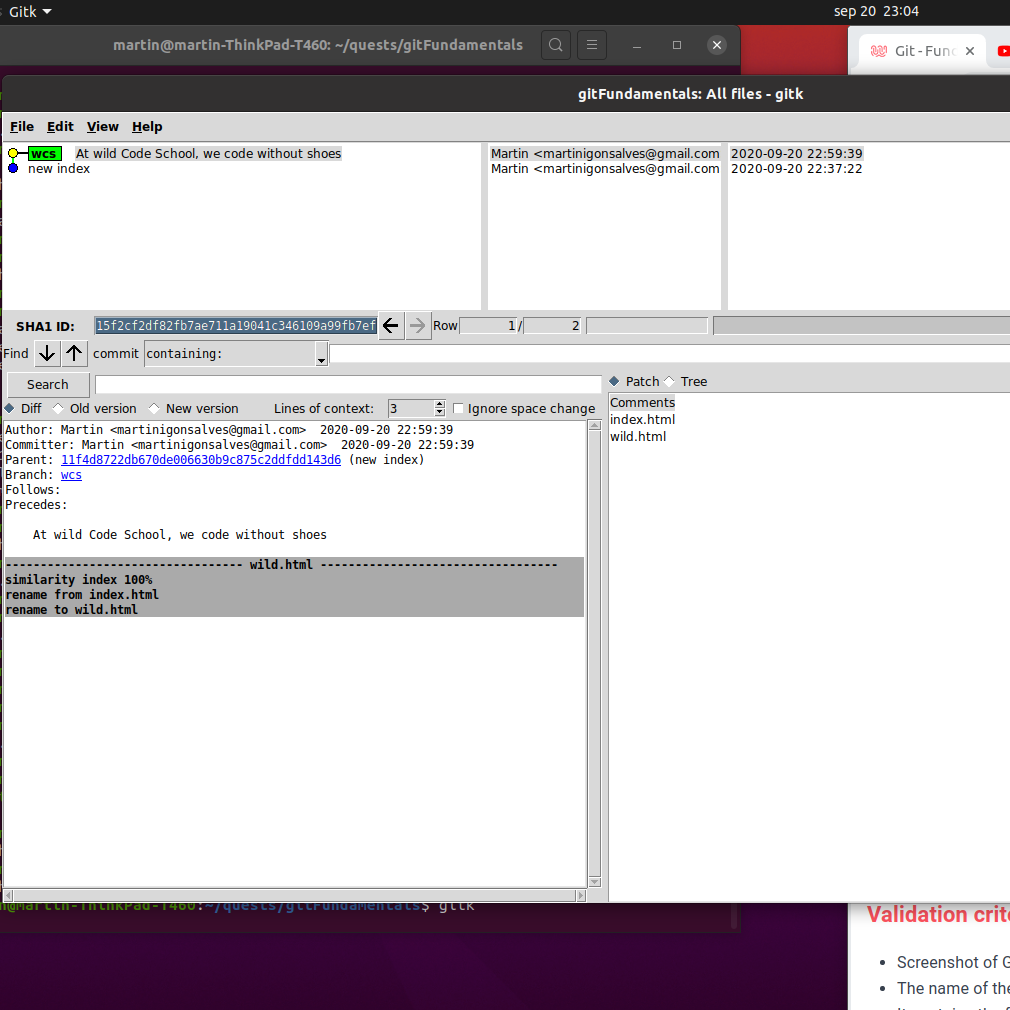 Gitk
sep 20 23:04
martin@martin-ThinkPad-T460: ~/quests/gitFundamentals
Git - Fun
gitFundamentals: All files - gitk
File Edit View Help
wcs At wild Code School, we code without shoes Martin <martinigonsalves@gmail.com 2020-09-20 22:59:39
new index Martin <martinigonsalves@gmail.com 2020-09-20 22:37:22
SHA1 ID: 15f2cf2df82fb7ae711a19041c346109a99fb7ef Row 1 / 2
Find commit containing:
Search
Patch Tree
Diff Old version New version Lines of context: 3 Ignore space change
Comments
index.html
wild.html
Author: Martin <martinigonsalves@gmail.com> 2020-09-20 22:59:39
Committer: Martin <martinigonsalves@gmail.com> 2020-09-20 22:59:39
Parent: 11f4d8722db670de006630b9c875c2ddfdd143d6 (new index)
Branch: wcs
Follows:
Precedes:
At wild Code School, we code without shoes
---------------------------------- wild.html ----------------------------------
similarity index 100%
rename from index.html
rename to wild.html
n@martin-ThinkPad-T460:~/quests/gitFundamentals$ gitk
Validation crit
Screenshot of G
The name of the